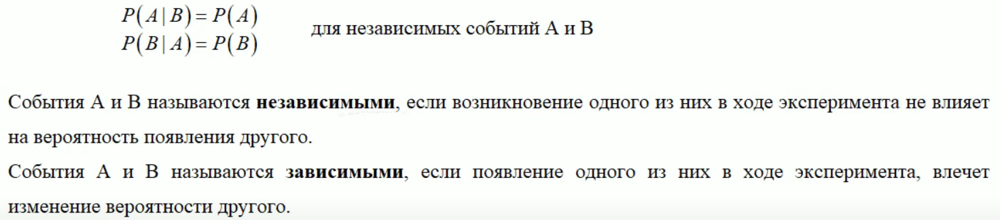 P(A|B) = P(A)
для независимых событий А и В
P(B|A) = P(B)
События А и В называются независимыми, если возникновение одного из них в ходе эксперимента не влияет
на вероятность появления другого.
События А и В называются зависимыми, если появление одного из них в ходе эксперимента, влечет
изменение вероятности другого.